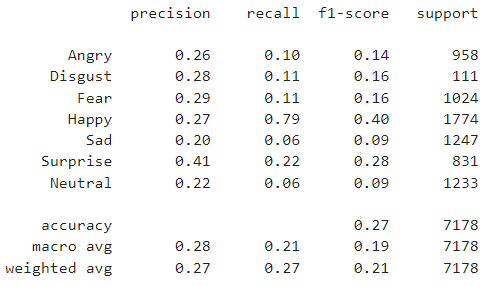 precision recall f1-score support
Angry 0.26 0.10 0.14 958
Disgust 0.28 0.11 0.16 111
Fear 0.29 0.11 0.16 1024
Happy 0.27 0.79 0.40 1774
Sad 0.20 0.06 0.09 1247
Surprise 0.41 0.22 0.28 831
Neutral 0.22 0.06 0.09 1233
accuracy 0.27 7178
macro avg 0.28 0.21 0.19 7178
weighted avg 0.27 0.27 0.21 7178